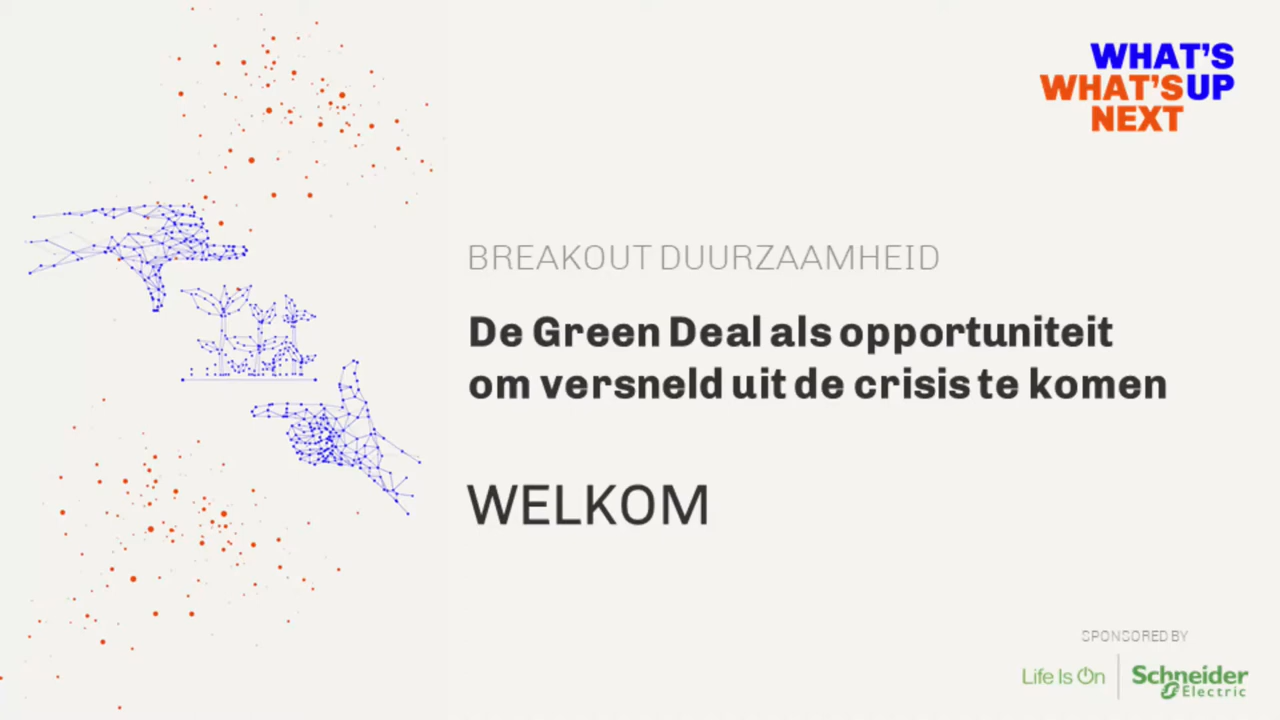 WHAT'S
WHAT'S UP
NEXT
BREAKOUT DUURZAAMHEID
De Green Deal als opportuniteit
om versneld uit de crisis te komen
WELKOM
SPONSORED BY
Life Is On
Schneider
Electric